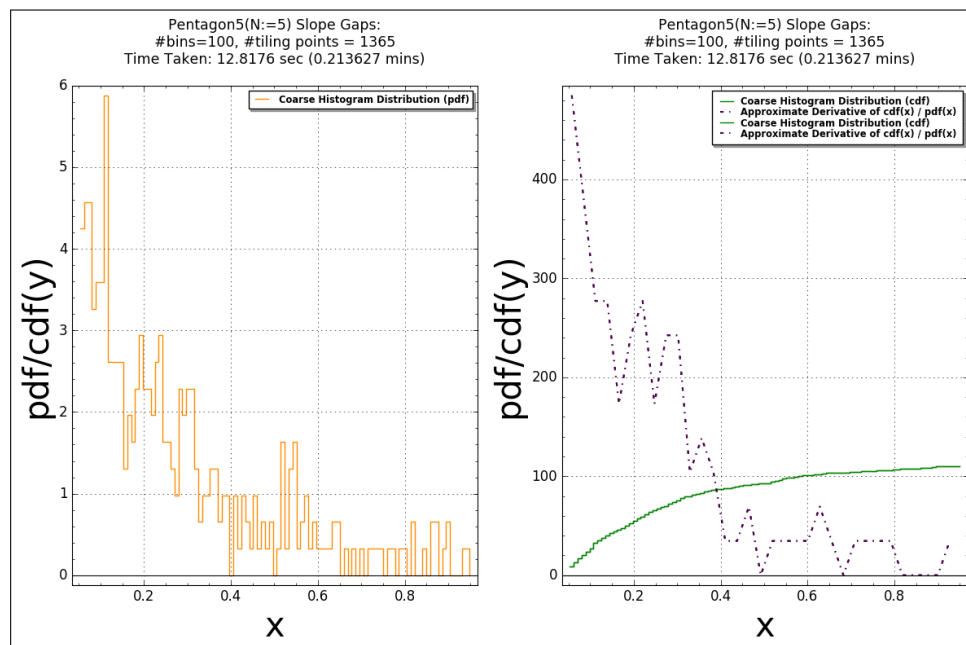 Pentagon5(N:=5) Slope Gaps:
#bins=100, #tiling points = 1365
Time Taken: 12.8176 sec (0.213627 mins)
Coarse Histogram Distribution (pdf)
6
5
4
3
2
1
0
0.2
0.4
0.6
0.8
pdf/cdf(y)
x
Pentagon5(N:=5) Slope Gaps:
#bins=100, #tiling points = 1365
Time Taken: 12.8176 sec (0.213627 mins)
Coarse Histogram Distribution (cdf)
Approximate Derivative of cdf(x) / pdf(x)
Coarse Histogram Distribution (cdf)
Approximate Derivative of cdf(x) / pdf(x)
400
300
200
100
0
0.2
0.4
0.6
0.8
pdf/cdf(y)
x